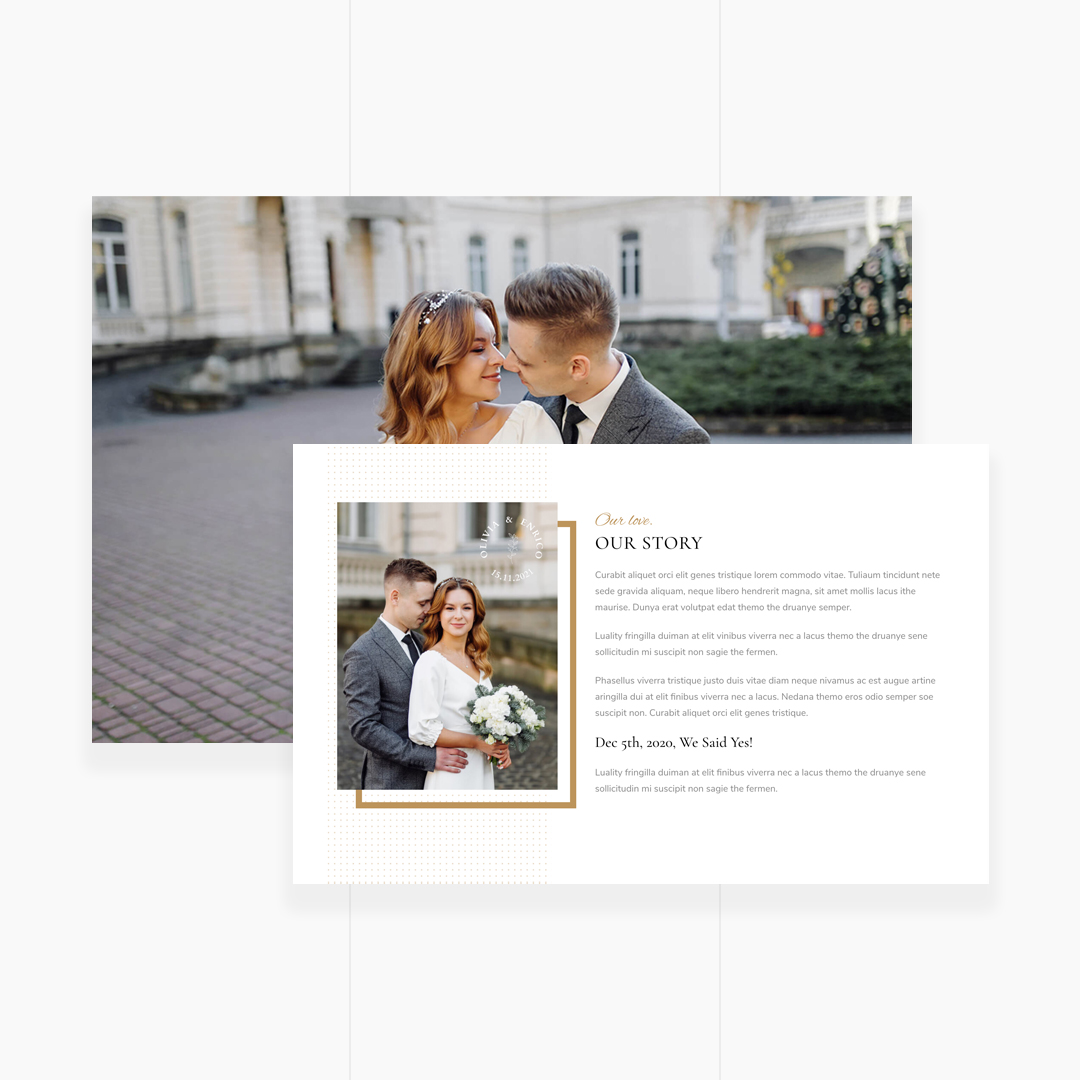 OLIVIA & ENRICO
15.11.2021
Our love.
OUR STORY
Curabit aliquet orci elit genes tristique lorem commodo vitae. Tuliaum tincidunt nete
sede gravida aliquam, neque libero hendrerit magna, sit amet mollis lacus ithe
maurise. Dunya erat volutpat edat themo the druanye semper.
Luality fringilla duiman at elit vinibus viverra nec a lacus themo the druanye sene
sollicitudin mi suscipit non sagie the fermen.
Phasellus viverra tristique justo duis vitae diam neque nivamus ac est augue artine
aringilla dui at elit finibus viverra nec a lacus. Nedana themo eros odio semper soe
suscipit non. Curabit aliquet orci elit genes tristique.
Dec 5th, 2020, We Said Yes!
Luality fringilla duiman at elit finibus viverra nec a lacus themo the druanye sene
sollicitudin mi suscipit non sagie the fermen.